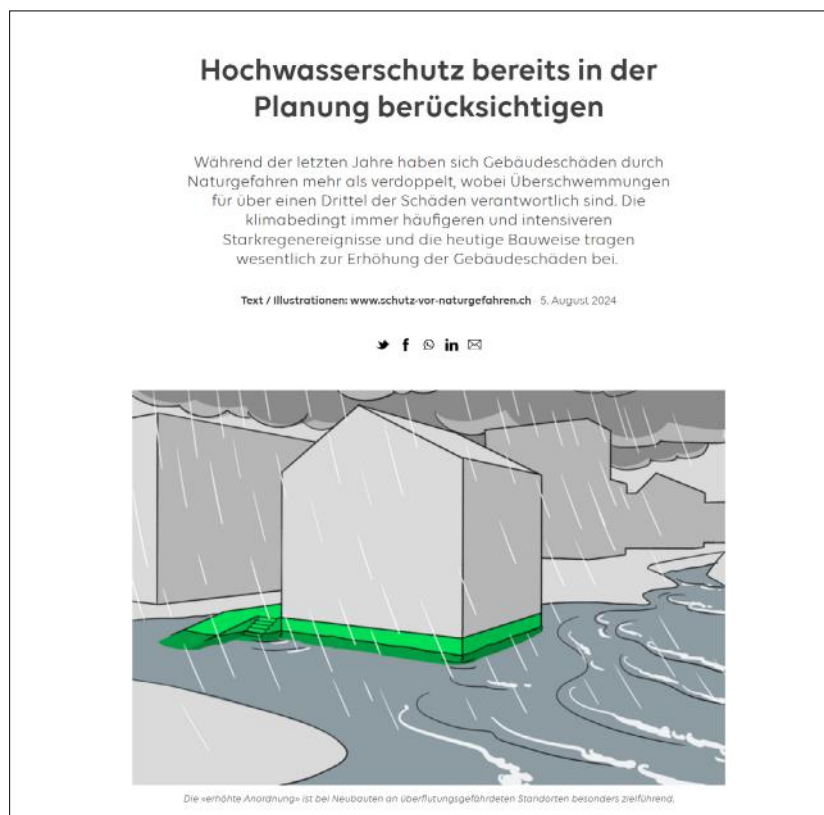 Hochwasserschutz bereits in der
Planung berücksichtigen
Während der letzten Jahre haben sich Gebäudeschäden durch
Naturgefahren mehr als verdoppelt, wobei Überschwemmungen
für über einen Drittel der Schäden verantwortlich sind. Die
klimabedingt immer häufigeren und intensiveren
Starkregenereignisse und die heutige Bauweise tragen
wesentlich zur Erhöhung der Gebäudeschäden bei.
Text / Illustrationen: www.schutz-vor-naturgefahren.ch 5. August 2024
Die «erhöhte Anordnung» ist bei Neubauten an überflutungsgefährdeten Standorten besonders zielführend.